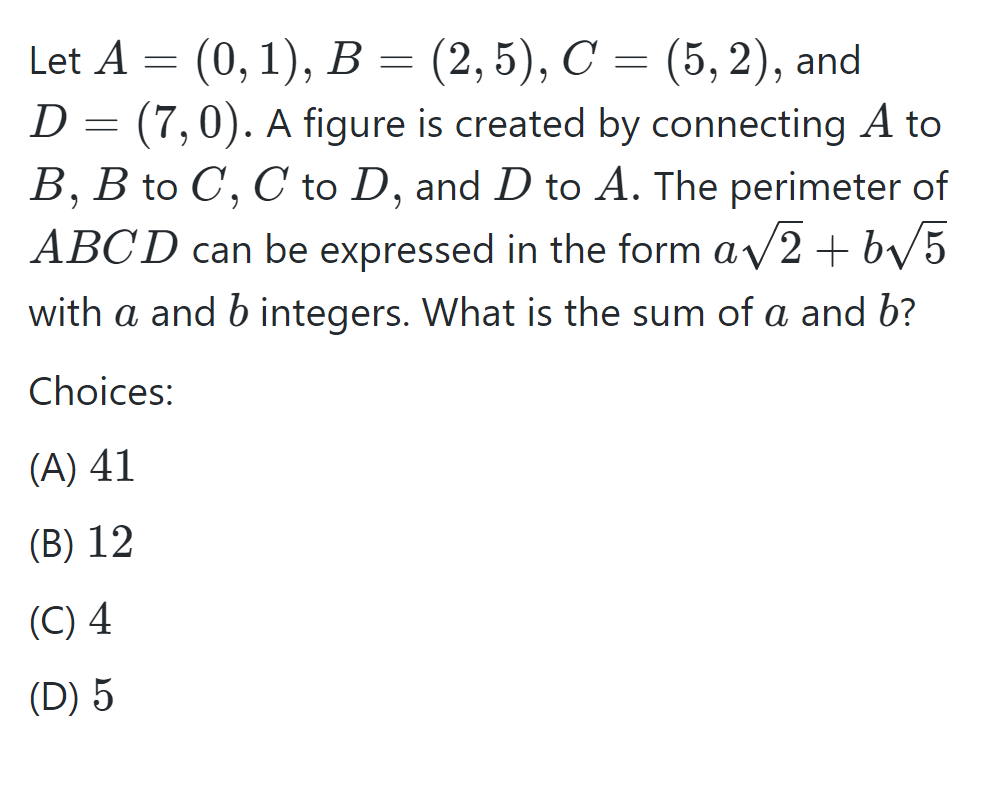 Let A = (0, 1), B = (2, 5), C = (5, 2), and
D = (7, 0). A figure is created by connecting A to
B, B to C, C to D, and D to A. The perimeter of
ABCD can be expressed in the form a√2 + b√5
with a and b integers. What is the sum of a and b?
Choices:
(A) 41
(B) 12
(C) 4
(D) 5